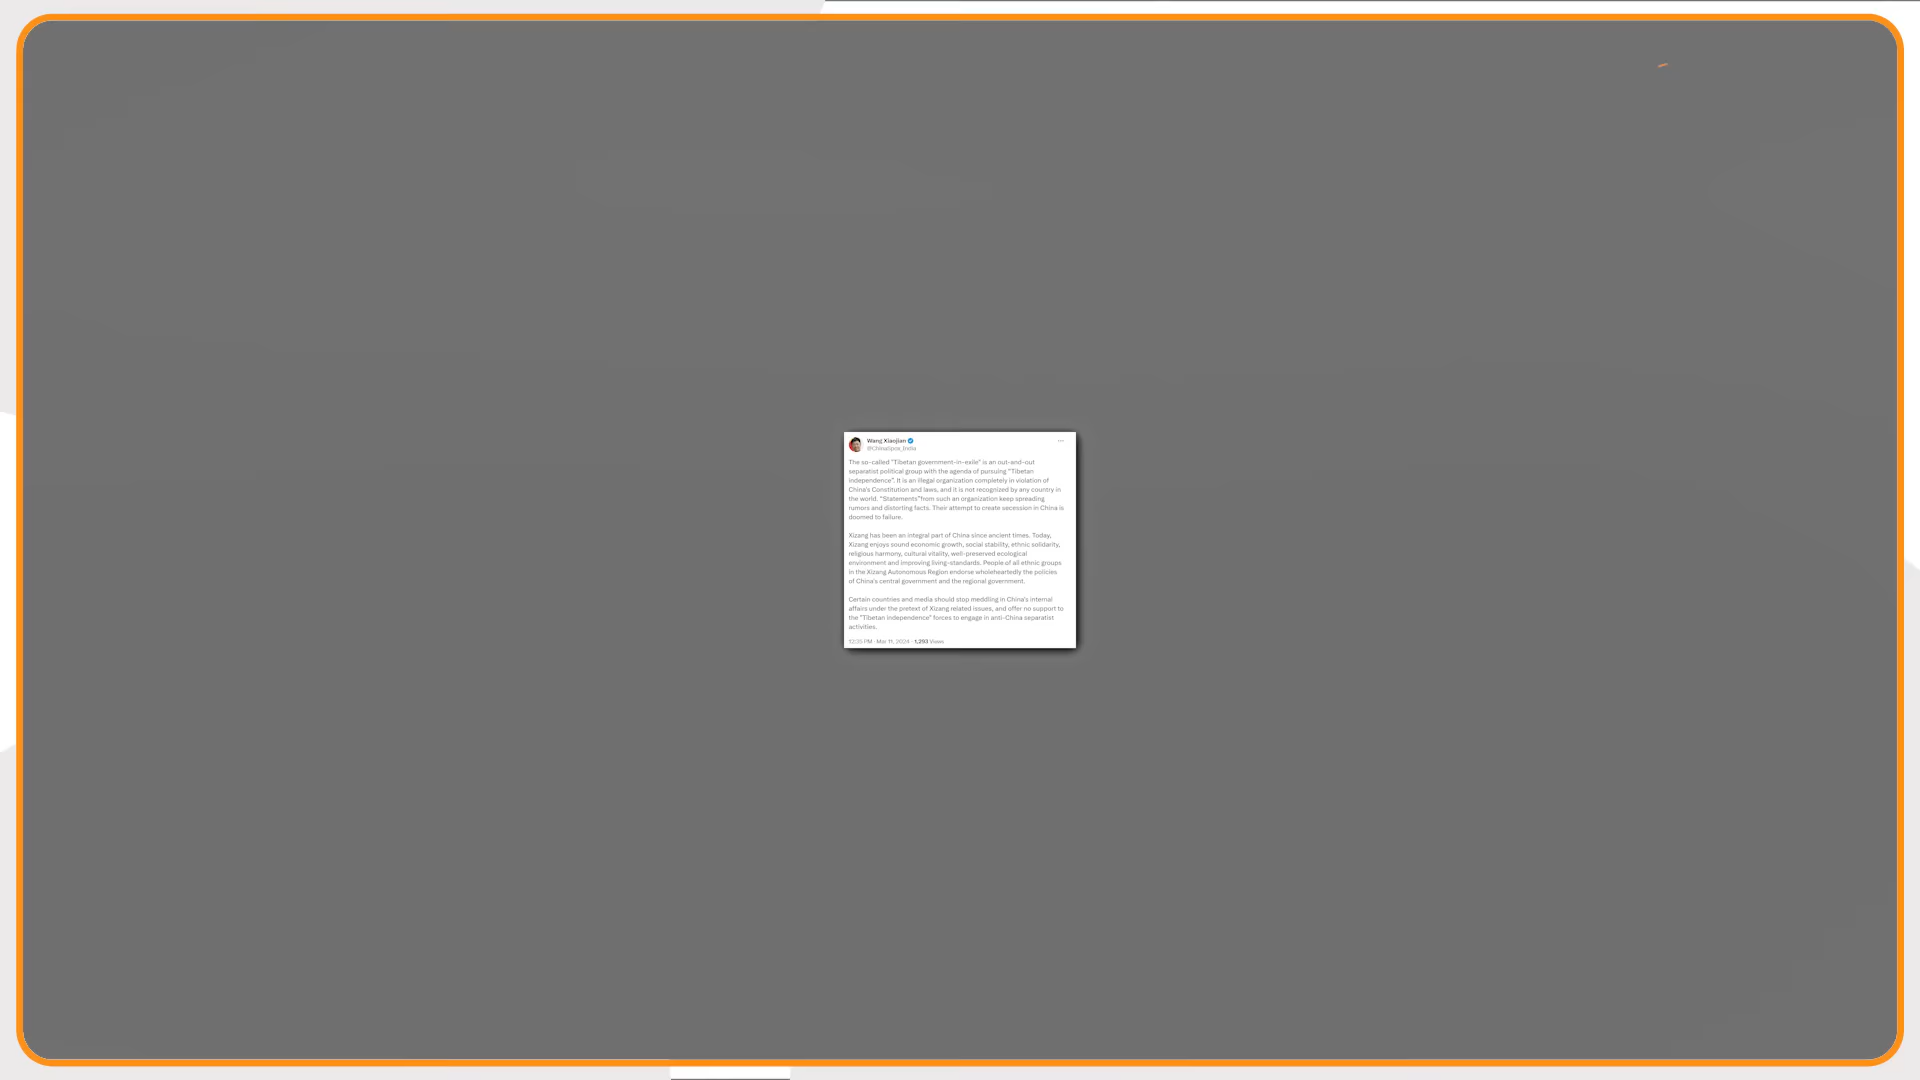 Wang Xiaojian
@ChinaSpox_India
The so-called "Tibetan government-in-exile" is an out-and-out
separatist political group with the agenda of pursuing "Tibetan
independence". It is an illegal organization completely in violation of
China's Constitution and laws, and it is not recognized by any country in
the world. "Statements"from such an organization keep spreading
rumors and distorting facts. Their attempt to create secession in China is
doomed to failure.
Xizang has been an integral part of China since ancient times. Today,
Xizang enjoys sound economic growth, social stability, ethnic solidarity,
religious harmony, cultural vitality, well-preserved ecological
environment and improving living-standards. People of all ethnic groups
in the Xizang Autonomous Region endorse wholeheartedly the policies
of China's central government and the regional government.
Certain countries and media should stop meddling in China's internal
affairs under the pretext of Xizang related issues, and offer no support to
the "Tibetan independence" forces to engage in anti-China separatist
activities.
12:25 PM · Mar 11, 2024 · 1,293 Views